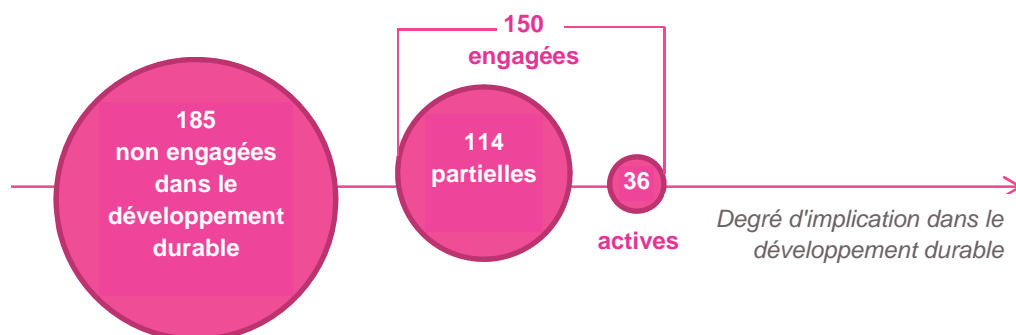 150
engagées
185
non engagées
dans le
développement
durable
114
partielles
36
actives
Degré d'implication dans le
développement durable